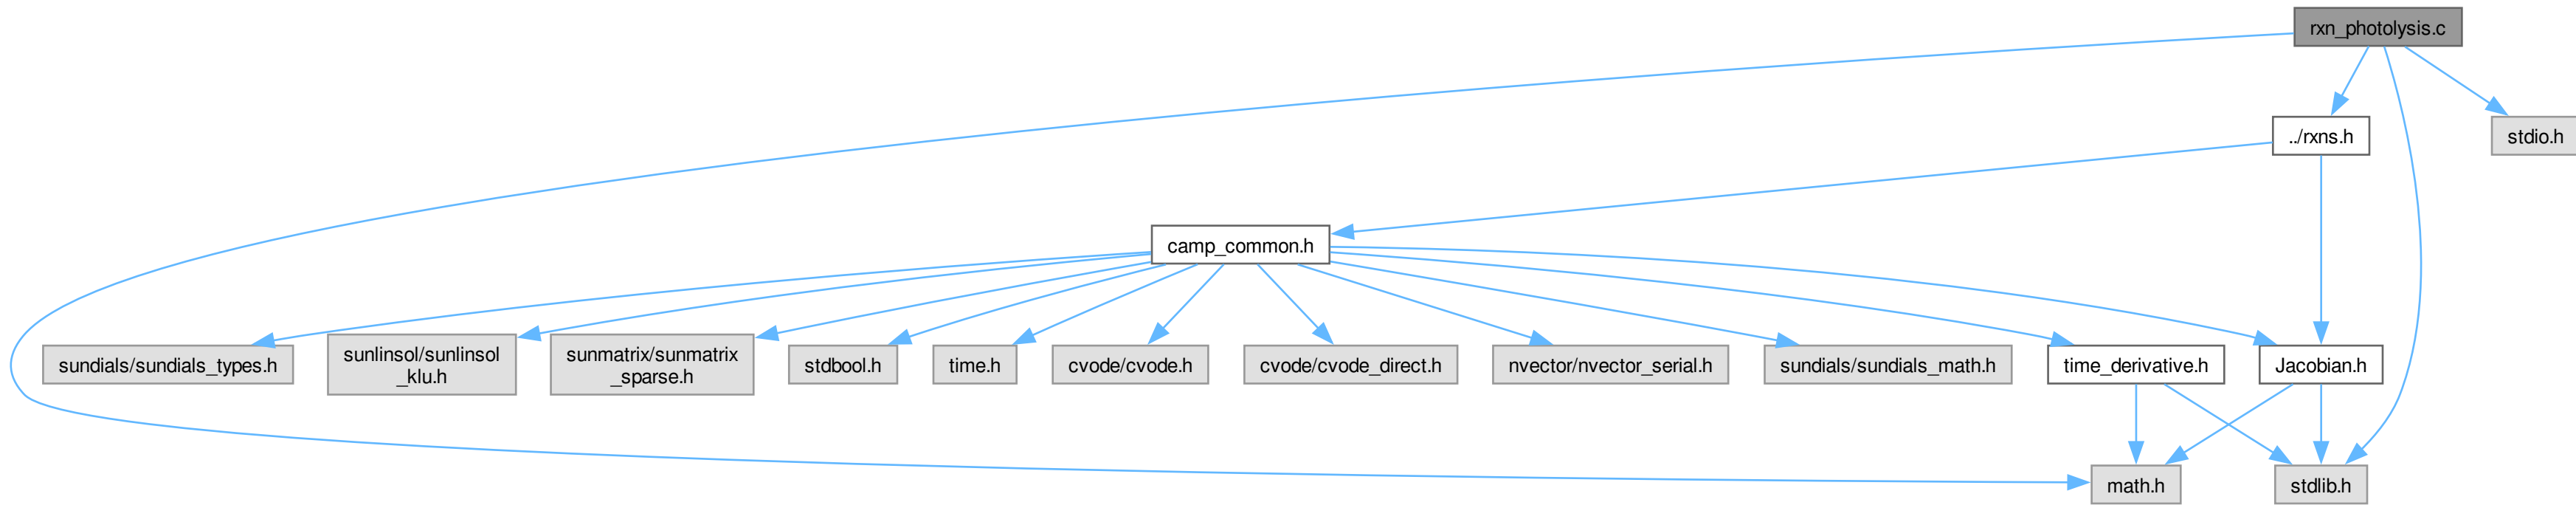 rxn_photolysis.c
../rxns.h
stdio.h
camp_common.h
sundials/sundials_types.h
sunlinsol/sunlinsol
_klu.h
sunmatrix/sunmatrix
_sparse.h
stdbool.h
time.h
cvode/cvode.h
cvode/cvode_direct.h
nvector/nvector_serial.h
sundials/sundials_math.h
time_derivative.h
Jacobian.h
math.h
stdlib.h